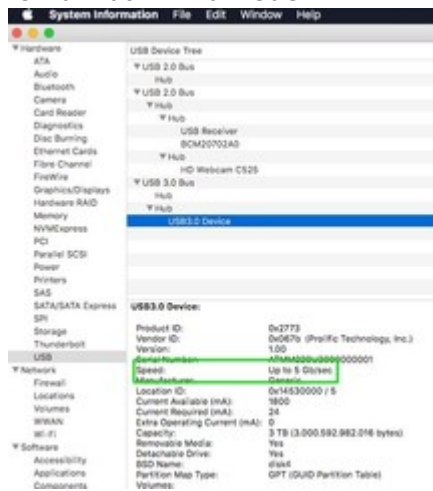 System Information File Edit Window Help
Hardware
ATA
Audio
Bluetooth
Camera
Card Reader
Diagnostics
Disc Burning
Ethernet Cards
Fibre Channel
FireWire
Graphics/Displays
Hardware RAID
Memory
NVMExpress
PCI
Parallel SCSI
Power
Printers
SAS
SATA/SATA Express
SPI
Storage
Thunderbolt
USB
Network
Firewall
Locations
Volumes
WWAN
Wi-Fi
Software
Accessibility
Applications
Components
USB Device Tree
USB 2.0 Bus
Hub
USB 2.0 Bus
Hub
Hub
USB Receiver
BCM20702A0
Hub
HD Webcam C525
USB 3.0 Bus
Hub
Hub
USB3.0 Device
USB3.0 Device:
Product ID: 0x2773
Vendor ID: 0x067b (Prolific Technology, Inc.)
Version: 1.00
Serial Number:
Speed: Up to 5 Gb/sec
Manufacturer: Generic
Location ID: 0x14530000 / 5
Current Available (mA): 1800
Current Required (mA): 24
Extra Operating Current (mA): 0
Capacity: 3 TB (3.000.592.982.016 bytes)
Removable Media: Yes
Detachable Drive: Yes
BSD Name: disk4
Partition Map Type: GPT (GUID Partition Table)
Volumes: